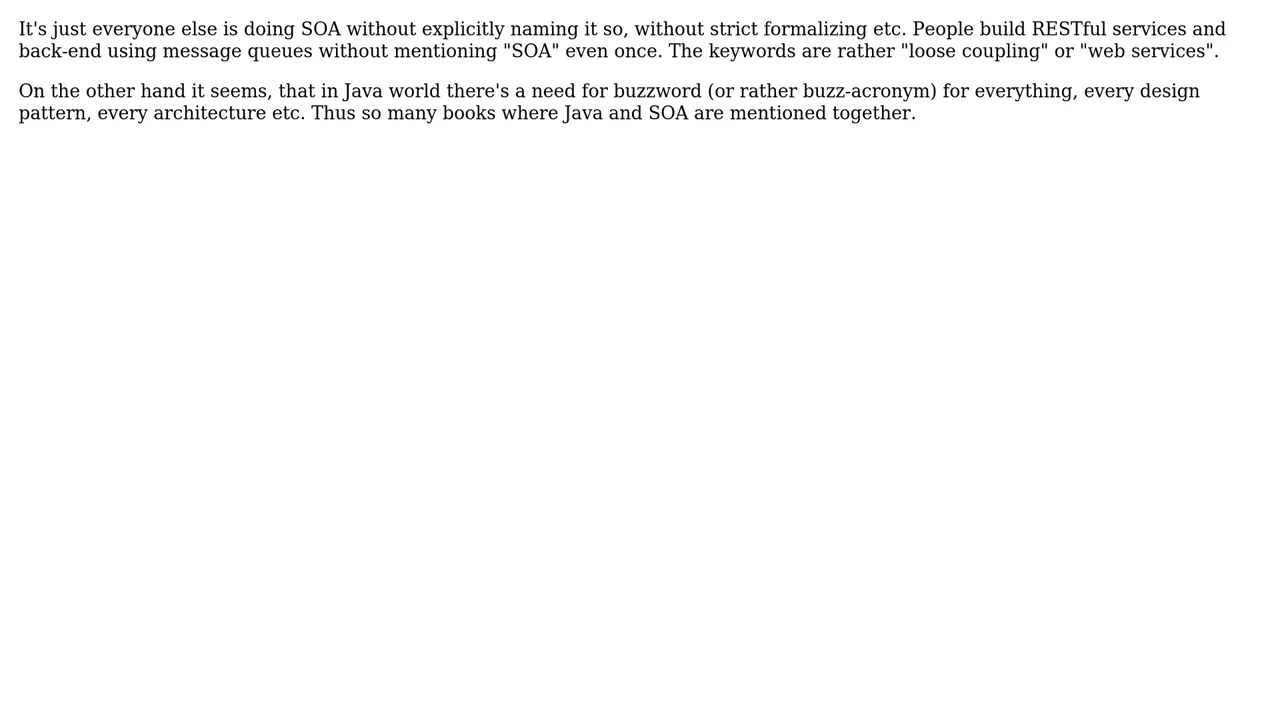 It's just everyone else is doing SOA without explicitly naming it so, without strict formalizing etc. People build RESTful services and
back-end using message queues without mentioning "SOA" even once. The keywords are rather "loose coupling" or "web services".
On the other hand it seems, that in Java world there's a need for buzzword (or rather buzz-acronym) for everything, every design
pattern, every architecture etc. Thus so many books where Java and SOA are mentioned together.